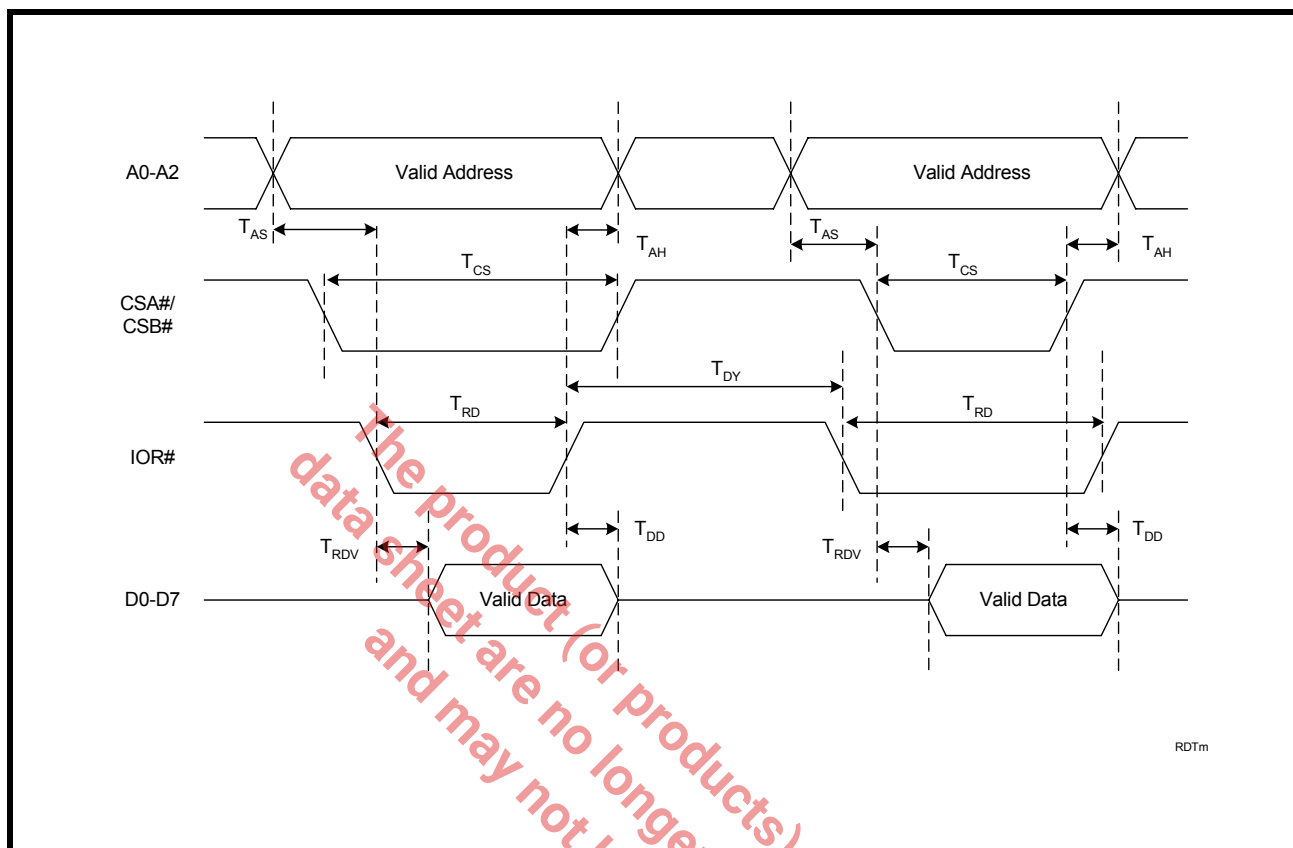 A0-A2
Valid Address
Valid Address
TAS
TAH
TAS
TAH
TCS
TCS
CSA#/
CSB#
TDY
TRD
TRD
IOR#
TRDV
TDD
TRDV
TDD
D0-D7
Valid Data
Valid Data
RDTm
The product (or products)
data sheet are no longer
and may not